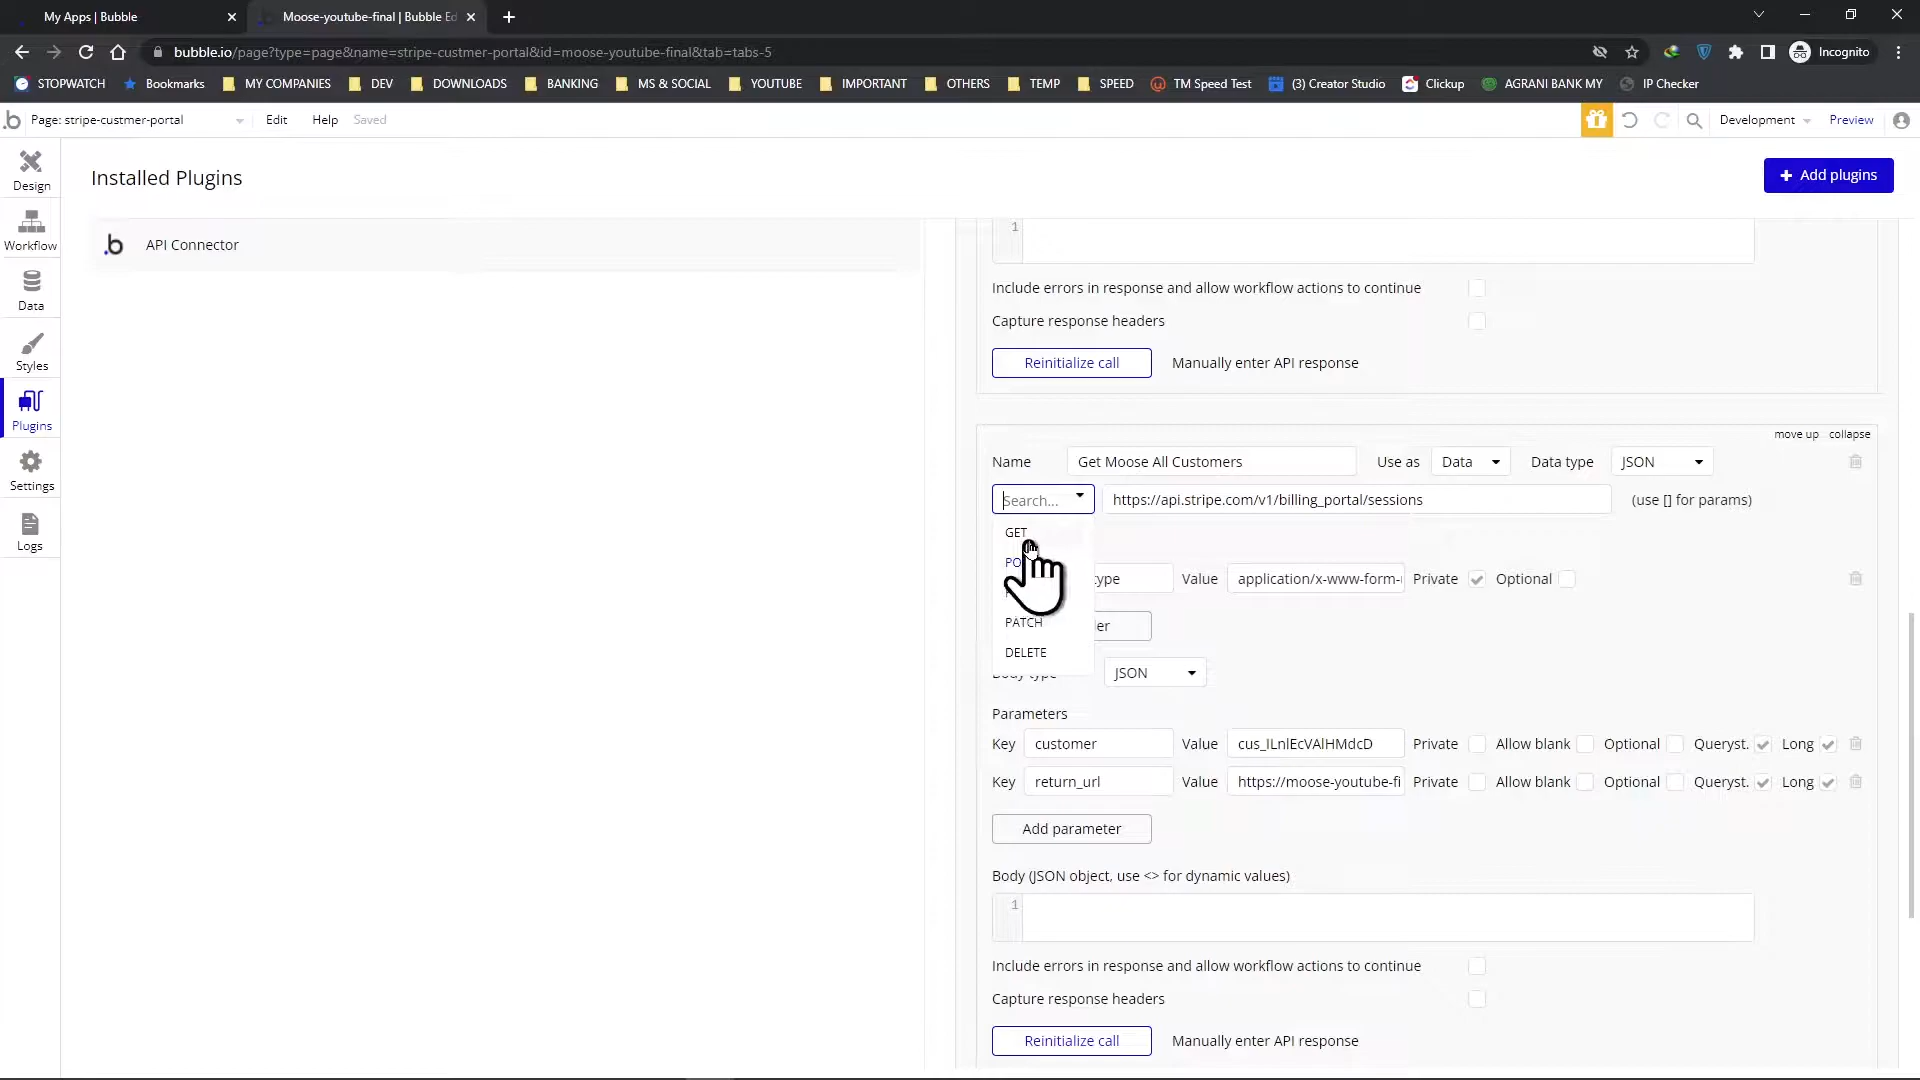 My Apps | Bubble
Moose-youtube-final | Bubble Ed
bubble.io/page?type=page&name=stripe-custmer-portal&id=moose-youtube-final&tab=tabs-5
Incognito
STOPWATCH
Bookmarks
MY COMPANIES
DEV
DOWNLOADS
BANKING
MS & SOCIAL
YOUTUBE
IMPORTANT
OTHERS
TEMP
SPEED
TM Speed Test
(3) Creator Studio
Clickup
AGRANI BANK MY
IP Checker
Page: stripe-custmer-portal
Edit
Help
Saved
Development
Preview
Design
Workflow
Data
Styles
Plugins
Settings
Logs
Installed Plugins
+ Add plugins
.b API Connector
1
Include errors in response and allow workflow actions to continue
Capture response headers
Reinitialize call Manually enter API response
move up collapse
Name Get Moose All Customers Use as Data Data type JSON
Search... https://api.stripe.com/v1/billing_portal/sessions (use [] for params)
GET
PO
PATCH
DELETE
type Value application/x-www-form- Private Optional
der
Body type JSON
Parameters
Key customer Value cus_ILnlEcVAlHMdcD Private Allow blank Optional Queryst. Long
Key return_url Value https://moose-youtube-fi Private Allow blank Optional Queryst. Long
Add parameter
Body (JSON object, use <> for dynamic values)
1
Include errors in response and allow workflow actions to continue
Capture response headers
Reinitialize call Manually enter API response